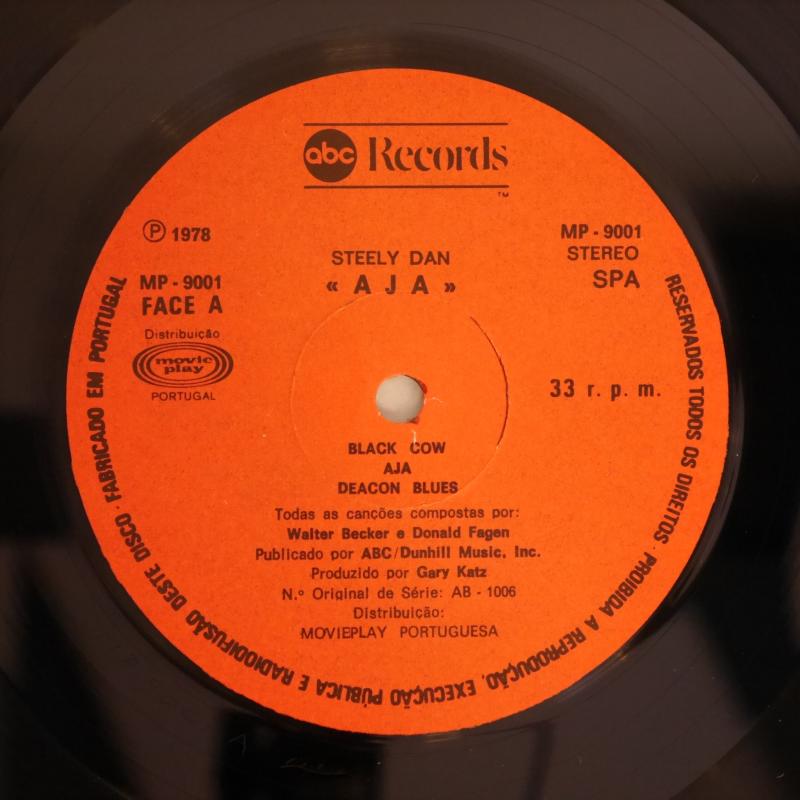 abc Records
TM
Ⓟ 1978
MP - 9001
FACE A
Distribuição
movie
play
PORTUGAL
STEELY DAN
« A J A »
MP - 9001
STEREO
SPA
33 r. p. m.
BLACK COW
AJA
DEACON BLUES
Todas as canções compostas por:
Walter Becker e Donald Fagen
Publicado por ABC/Dunhill Music, Inc.
Produzido por Gary Katz
N.º Original de Série: AB - 1006
Distribuição:
MOVIEPLAY PORTUGUESA
RESERVADOS TODOS OS DIREITOS · PROIBIDA A REPRODUÇÃO, EXECUÇÃO PÚBLICA E RADIODIFUSÃO DESTE DISCO · FABRICADO EM PORTUGAL